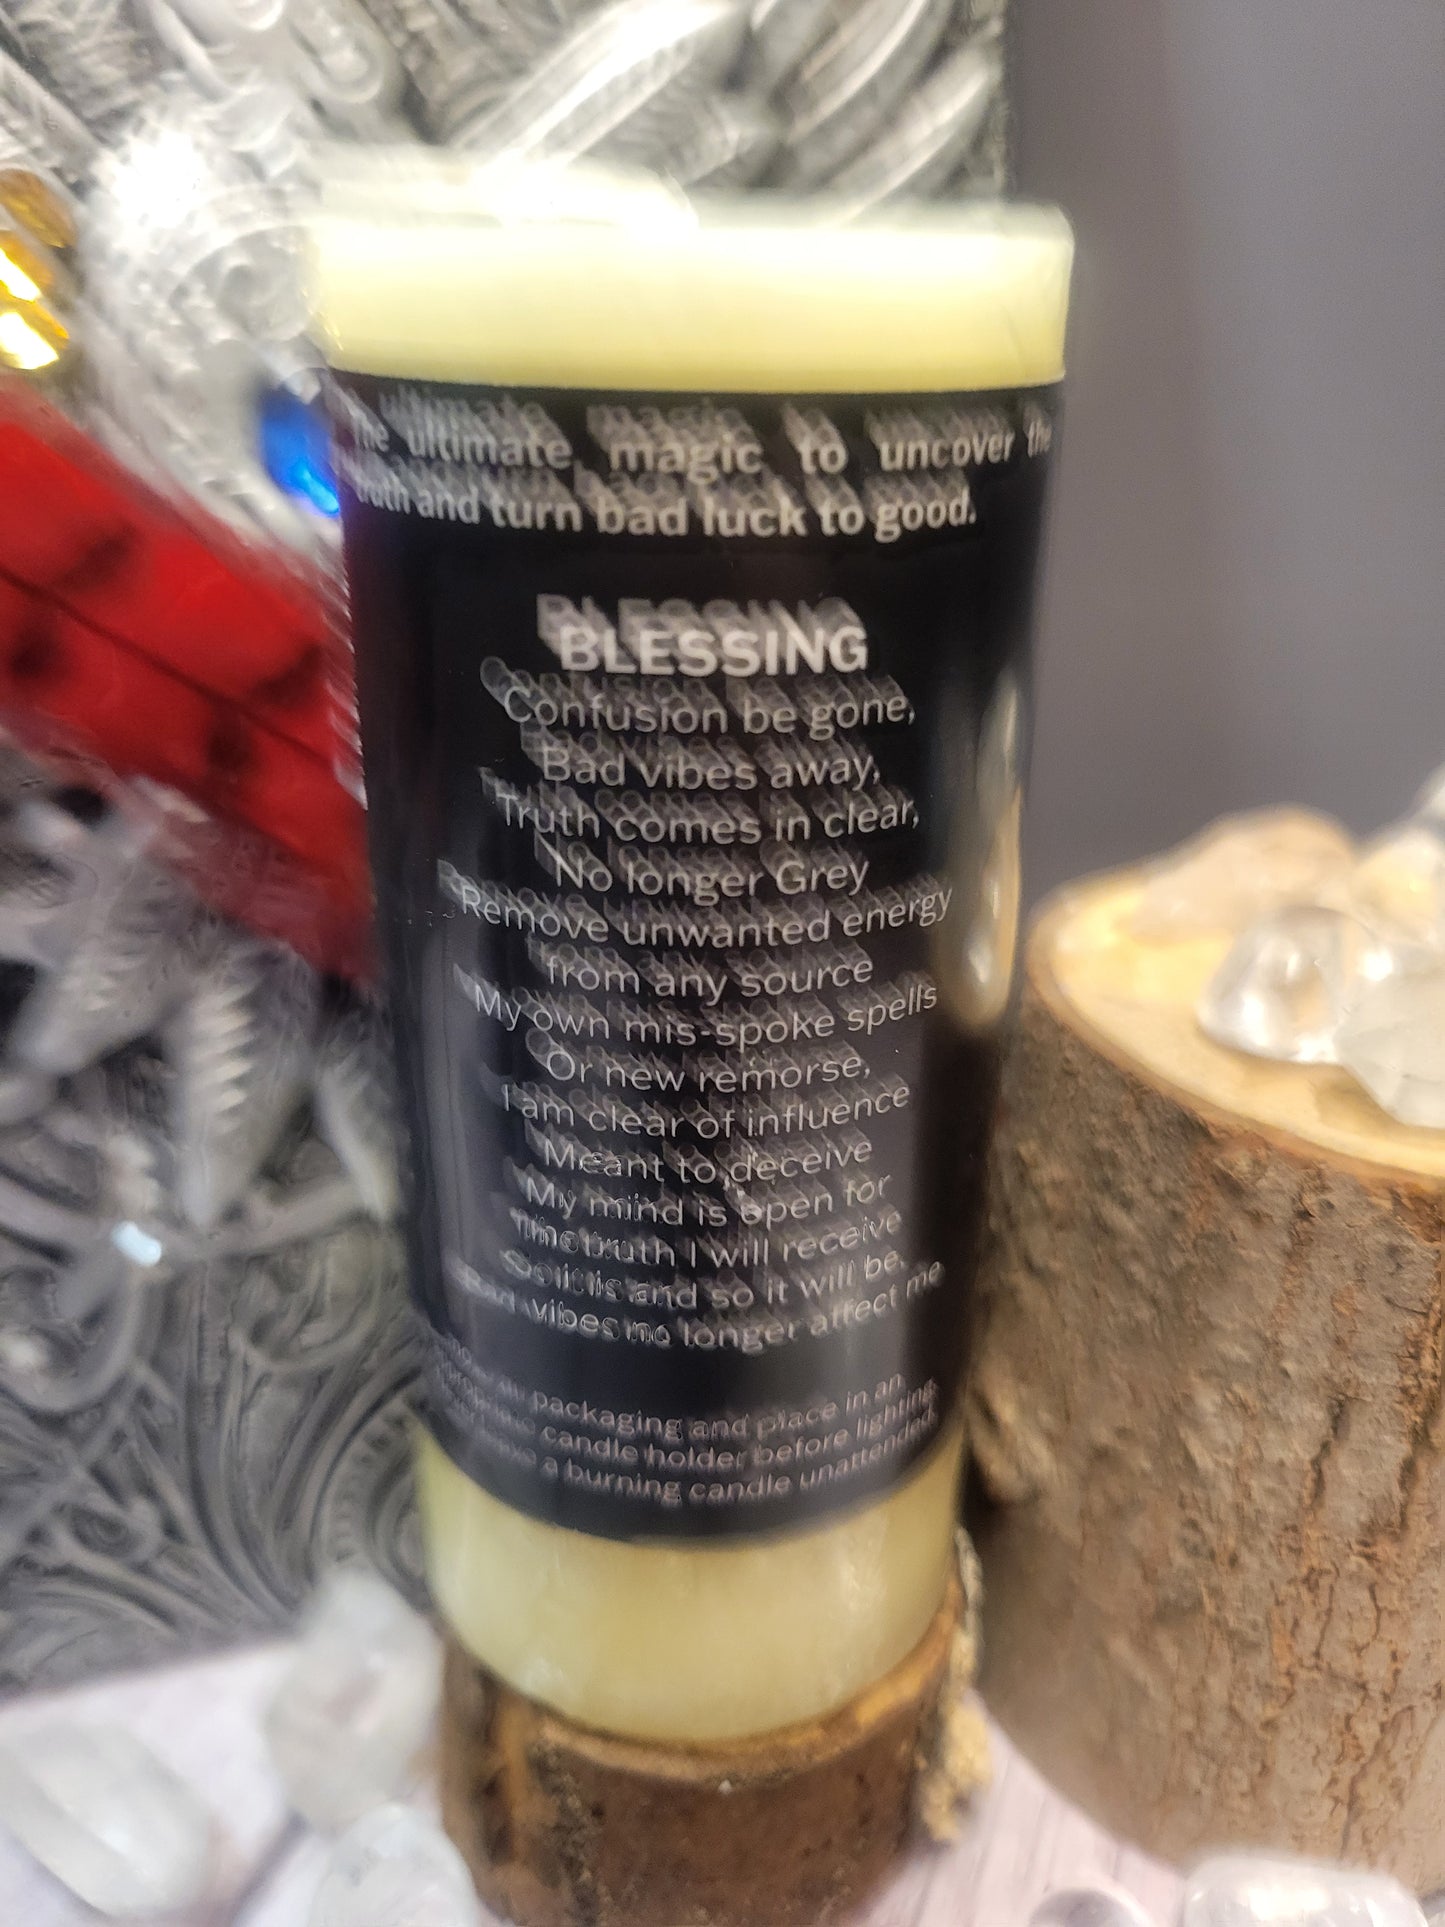 The ultimate magic to uncover the
truth and turn bad luck to good.
BLESSING
Confusion be gone,
Bad vibes away,
Truth comes in clear,
No longer Grey
Remove unwanted energy
from any source
My own mis-spoke spells
Or new remorse,
I am clear of influence
Meant to deceive
My mind is open for
the truth I will receive
So it is and so it will be.
Bad vibes no longer affect me
packaging and place in an
candle holder before lighting.
leave a burning candle unattended.